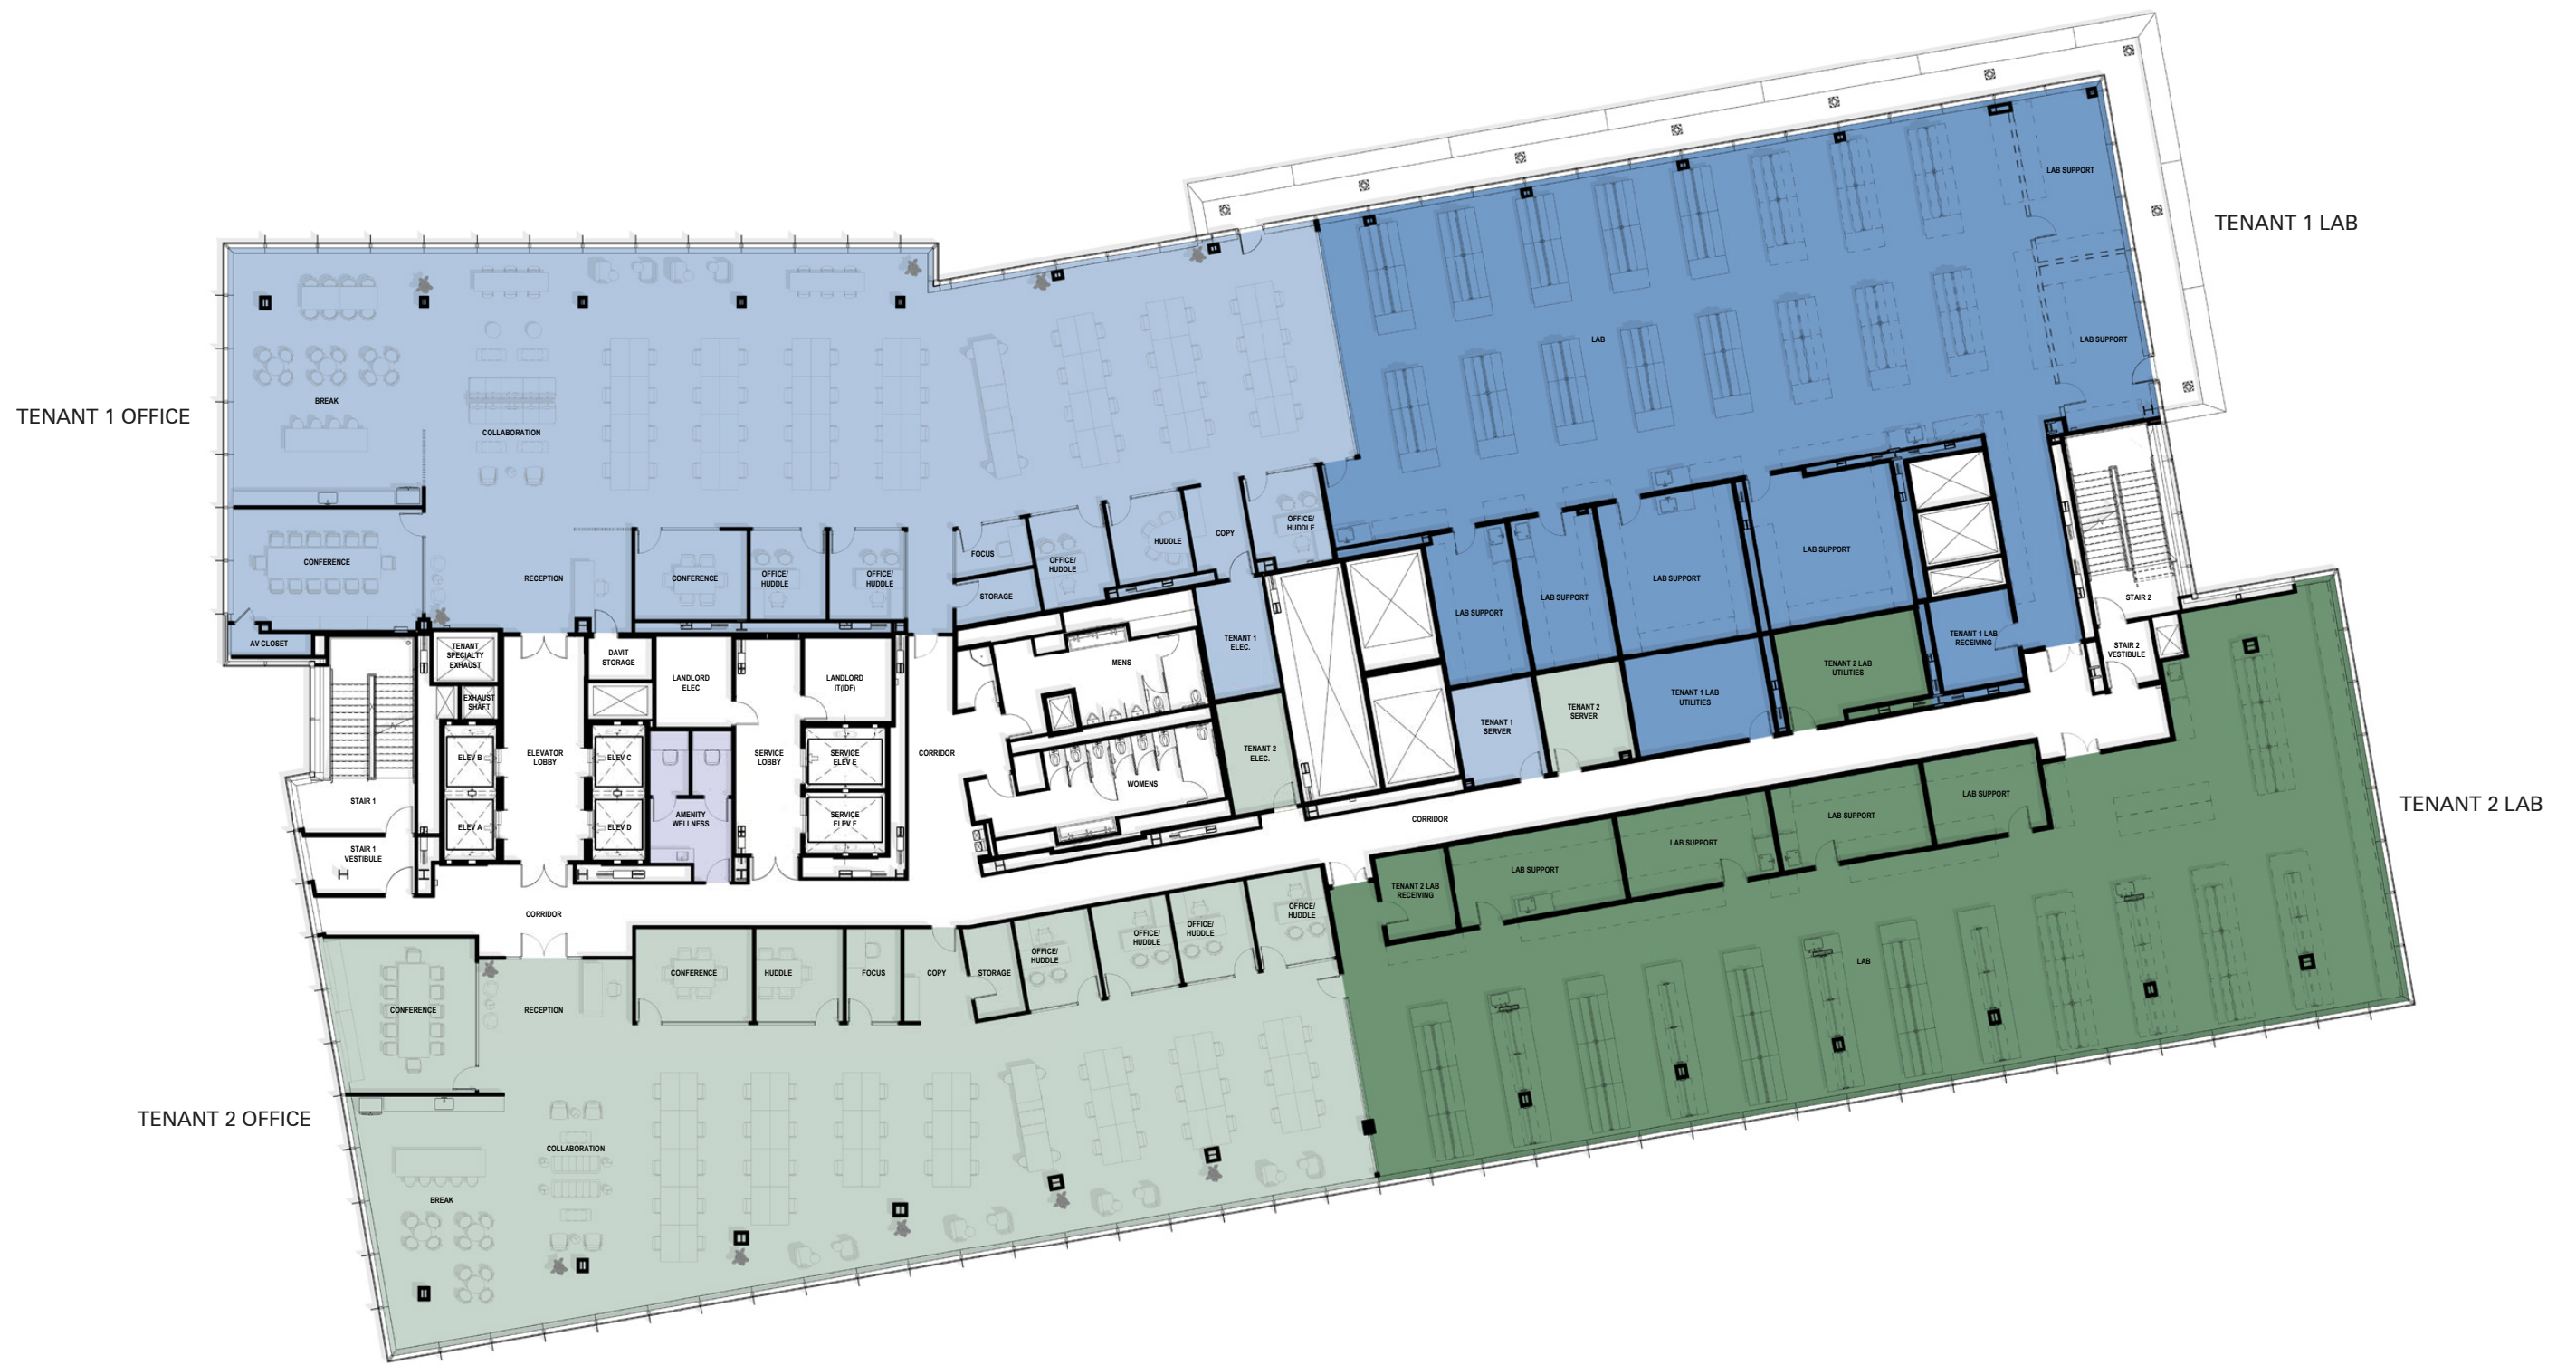 LAB SUPPORT
TENANT 1 LAB
LAB
LAB SUPPORT
TENANT 1 OFFICE
BREAK
COLLABORATION
CONFERENCE
RECEPTION
CONFERENCE
OFFICE/
HUDDLE
OFFICE/
HUDDLE
FOCUS
STORAGE
OFFICE/
HUDDLE
HUDDLE
COPY
OFFICE/
HUDDLE
LAB SUPPORT
LAB SUPPORT
LAB SUPPORT
LAB SUPPORT
STAIR 2
AV CLOSET
TENANT
SPECIALTY
EXHAUST
EXHAUST
SHAFT
DAVIT
STORAGE
LANDLORD
ELEC
LANDLORD
IT(IDF)
MENS
TENANT 1
ELEC.
TENANT 1 LAB
RECEIVING
STAIR 2
VESTIBULE
TENANT 2 LAB
UTILITIES
TENANT 1 LAB
UTILITIES
TENANT 2
SERVER
TENANT 1
SERVER
ELEV B
ELEVATOR
LOBBY
ELEV C
SERVICE
LOBBY
SERVICE
ELEV E
CORRIDOR
TENANT 2
ELEC.
WOMENS
STAIR 1
ELEV A
ELEV D
AMENITY
WELLNESS
SERVICE
ELEV F
CORRIDOR
LAB SUPPORT
LAB SUPPORT
LAB SUPPORT
LAB SUPPORT
TENANT 2 LAB
RECEIVING
TENANT 2 LAB
STAIR 1
VESTIBULE
CORRIDOR
CONFERENCE
RECEPTION
CONFERENCE
HUDDLE
FOCUS
COPY
STORAGE
OFFICE/
HUDDLE
OFFICE/
HUDDLE
OFFICE/
HUDDLE
OFFICE/
HUDDLE
LAB
TENANT 2 OFFICE
COLLABORATION
BREAK